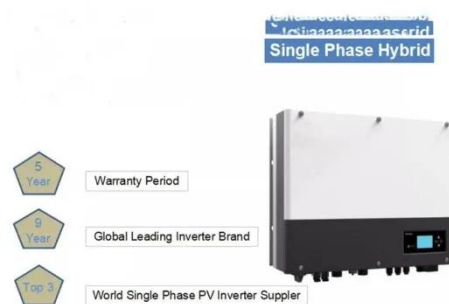 Single Phase Hybrid
5
Year
Warranty Period
9
Year
Global Leading Inverter Brand
Top 3
World Single Phase PV Inverter Suppler